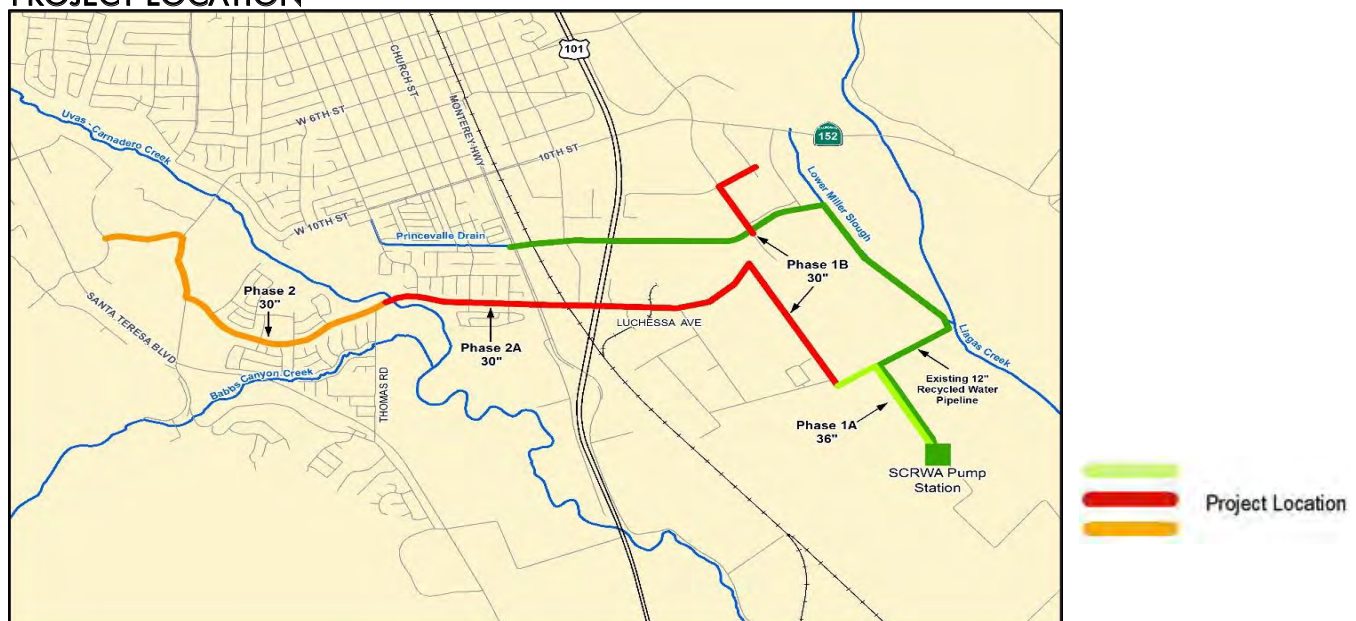 PROJECT LOCATION
101
CHURCH ST
MONTEREY HWY
W 6TH ST
Uvas - Carnadero Creek
152
10TH ST
Lower Miller Slough
W 10TH ST
Princevalle Drain
Phase 1B
30"
Phase 2
30"
SANTA TERESA BLVD
LUCHESSA AVE
Phase 2A
30"
Llagas Creek
Babbs Canyon Creek
THOMAS RD
Existing 12"
Recycled Water
Pipeline
Phase 1A
36"
SCRWA Pump
Station
Project Location